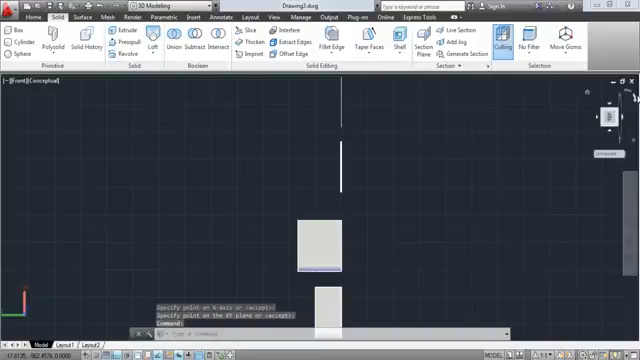 3D Modeling
Drawing3.dwg
Sign In
Home Solid Surface Mesh Render Parametric Insert Annotate View Manage Output Plug-ins Online Express Tools
Box
Cylinder
Sphere
Polysolid
Solid History
Primitive
Extrude
Presspull
Revolve
Loft
Solid
Union
Subtract
Intersect
Boolean
Slice
Thicken
Imprint
Interfere
Extract Edges
Offset Edge
Fillet Edge
Taper Faces
Shell
Solid Editing
Section Plane
Live Section
Add Jog
Generate Section
Section
Culling
No Filter
Move Gizmo
Selection
[–][Front][Conceptual]
Unnamed
Specify point on X-axis or <accept>:
Specify point on the XY plane or <accept>:
Command:
Type a command
Model Layout1 Layout2
MODEL